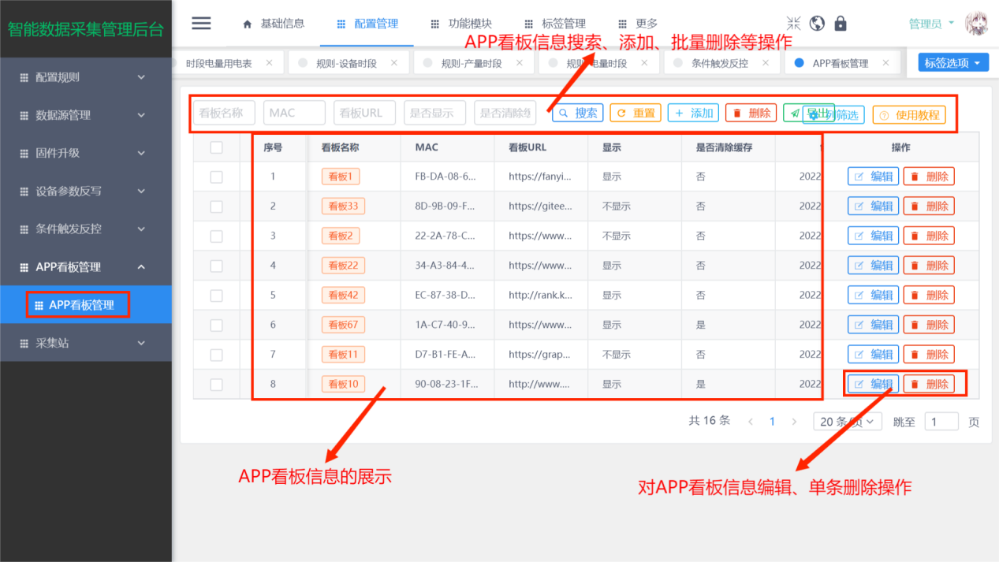 智能数据采集管理后台
基础信息
配置管理
功能模块
标签管理
更多
管理员
APP看板信息搜索、添加、批量删除等操作
时段电量用电表 ×
规则-设备时段 ×
规则-产量时段 ×
规则-电量时段 ×
条件触发反控 ×
APP看板管理 ×
标签选项
配置规则
数据源管理
固件升级
设备参数反写
条件触发反控
APP看板管理
APP看板管理
采集站
看板名称 MAC 看板URL 是否显示 是否清除缓 搜索 重置 添加 删除 导出 列筛选 使用教程
序号 看板名称 MAC 看板URL 显示 是否清除缓存 操作
1 看板1 FB-DA-08-6... https://fanyi... 显示 否 2022 编辑 删除
2 看板33 8D-9B-09-F... https://gitee... 不显示 否 2022 编辑 删除
3 看板2 22-2A-78-C... https://www... 不显示 否 2022 编辑 删除
4 看板22 34-A3-84-4... https://www... 显示 否 2022 编辑 删除
5 看板42 EC-87-38-D... http://rank.k... 显示 否 2022 编辑 删除
6 看板67 1A-C7-40-9... https://www... 显示 是 2022 编辑 删除
7 看板11 D7-B1-FE-A... https://grap... 不显示 否 2022 编辑 删除
8 看板10 90-08-23-1F... http://www.... 显示 是 2022 编辑 删除
共 16 条 < 1 > 20 条/页 跳至 1 页
APP看板信息的展示
对APP看板信息编辑、单条删除操作